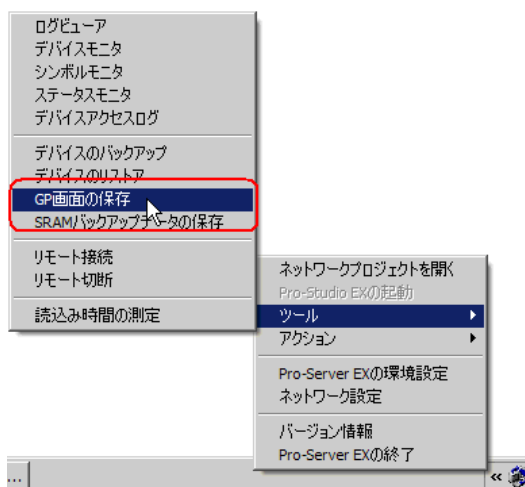 ログビューア
デバイスモニタ
シンボルモニタ
ステータスモニタ
デバイスアクセスログ
デバイスのバックアップ
デバイスのリストア
GP画面の保存
SRAMバックアップデータの保存
リモート接続
リモート切断
読込み時間の測定
ネットワークプロジェクトを開く
Pro-Studio EXの起動
ツール
アクション
Pro-Server EXの環境設定
ネットワーク設定
バージョン情報
Pro-Server EXの終了
...
«